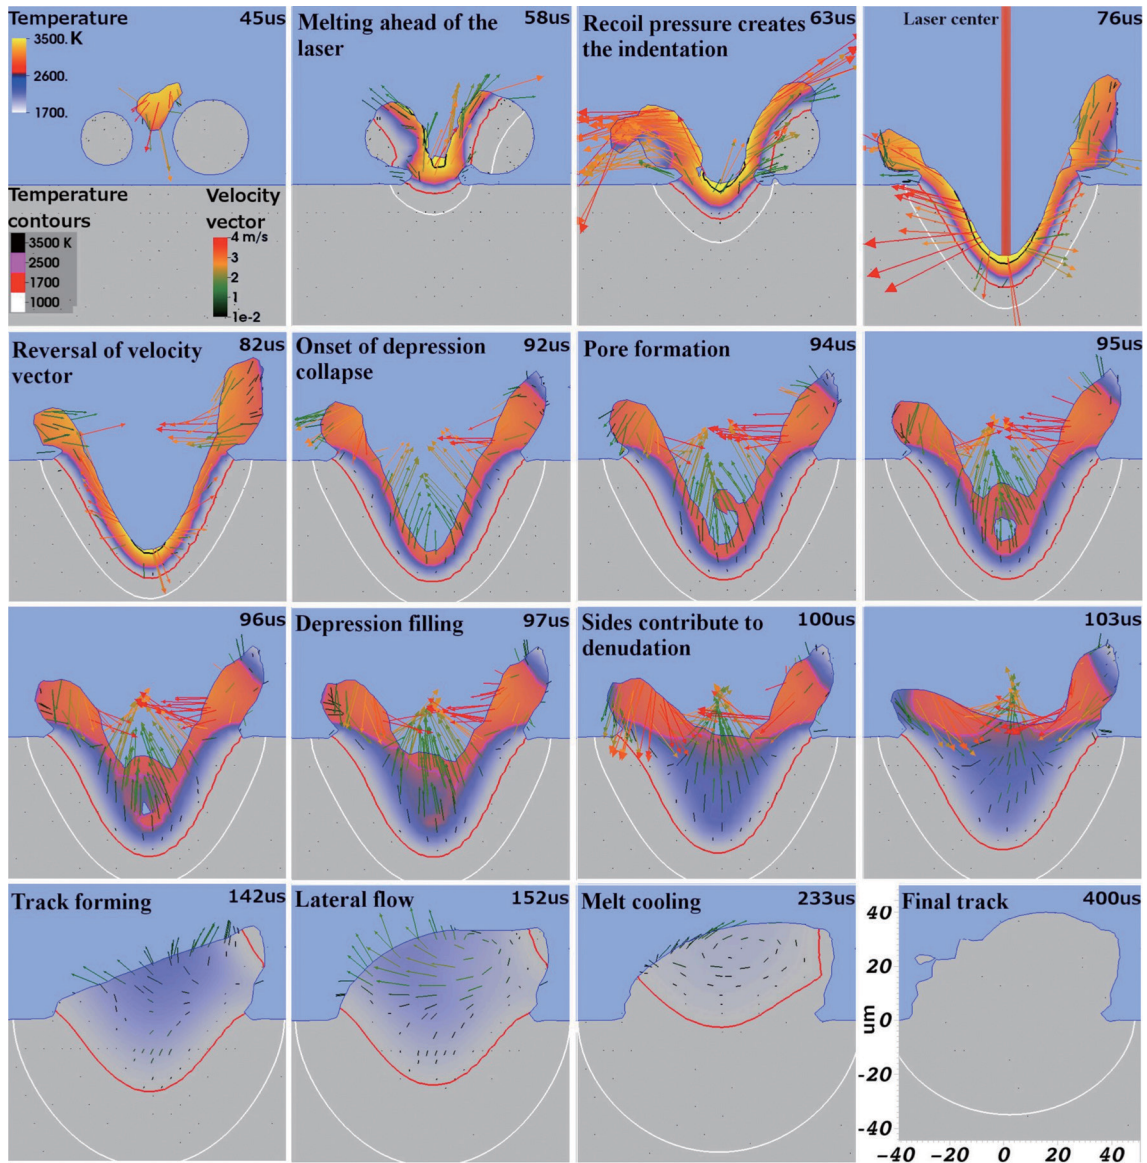 Temperature 45us
3500. K
2600.
1700.
Temperature
contours
3500 K
2500
1700
1000
Velocity
vector
4 m/s
3
2
1
1e-2
Melting ahead of the 58us
laser
Recoil pressure creates 63us
the indentation
Laser center 76us
Reversal of velocity 82us
vector
Onset of depression 92us
collapse
Pore formation 94us
95us
96us
Depression filling 97us
Sides contribute to 100us
denudation
103us
Track forming 142us
Lateral flow 152us
Melt cooling 233us
Final track 400us
40
20
0
-20
-40
um
-40 -20 0 20 40